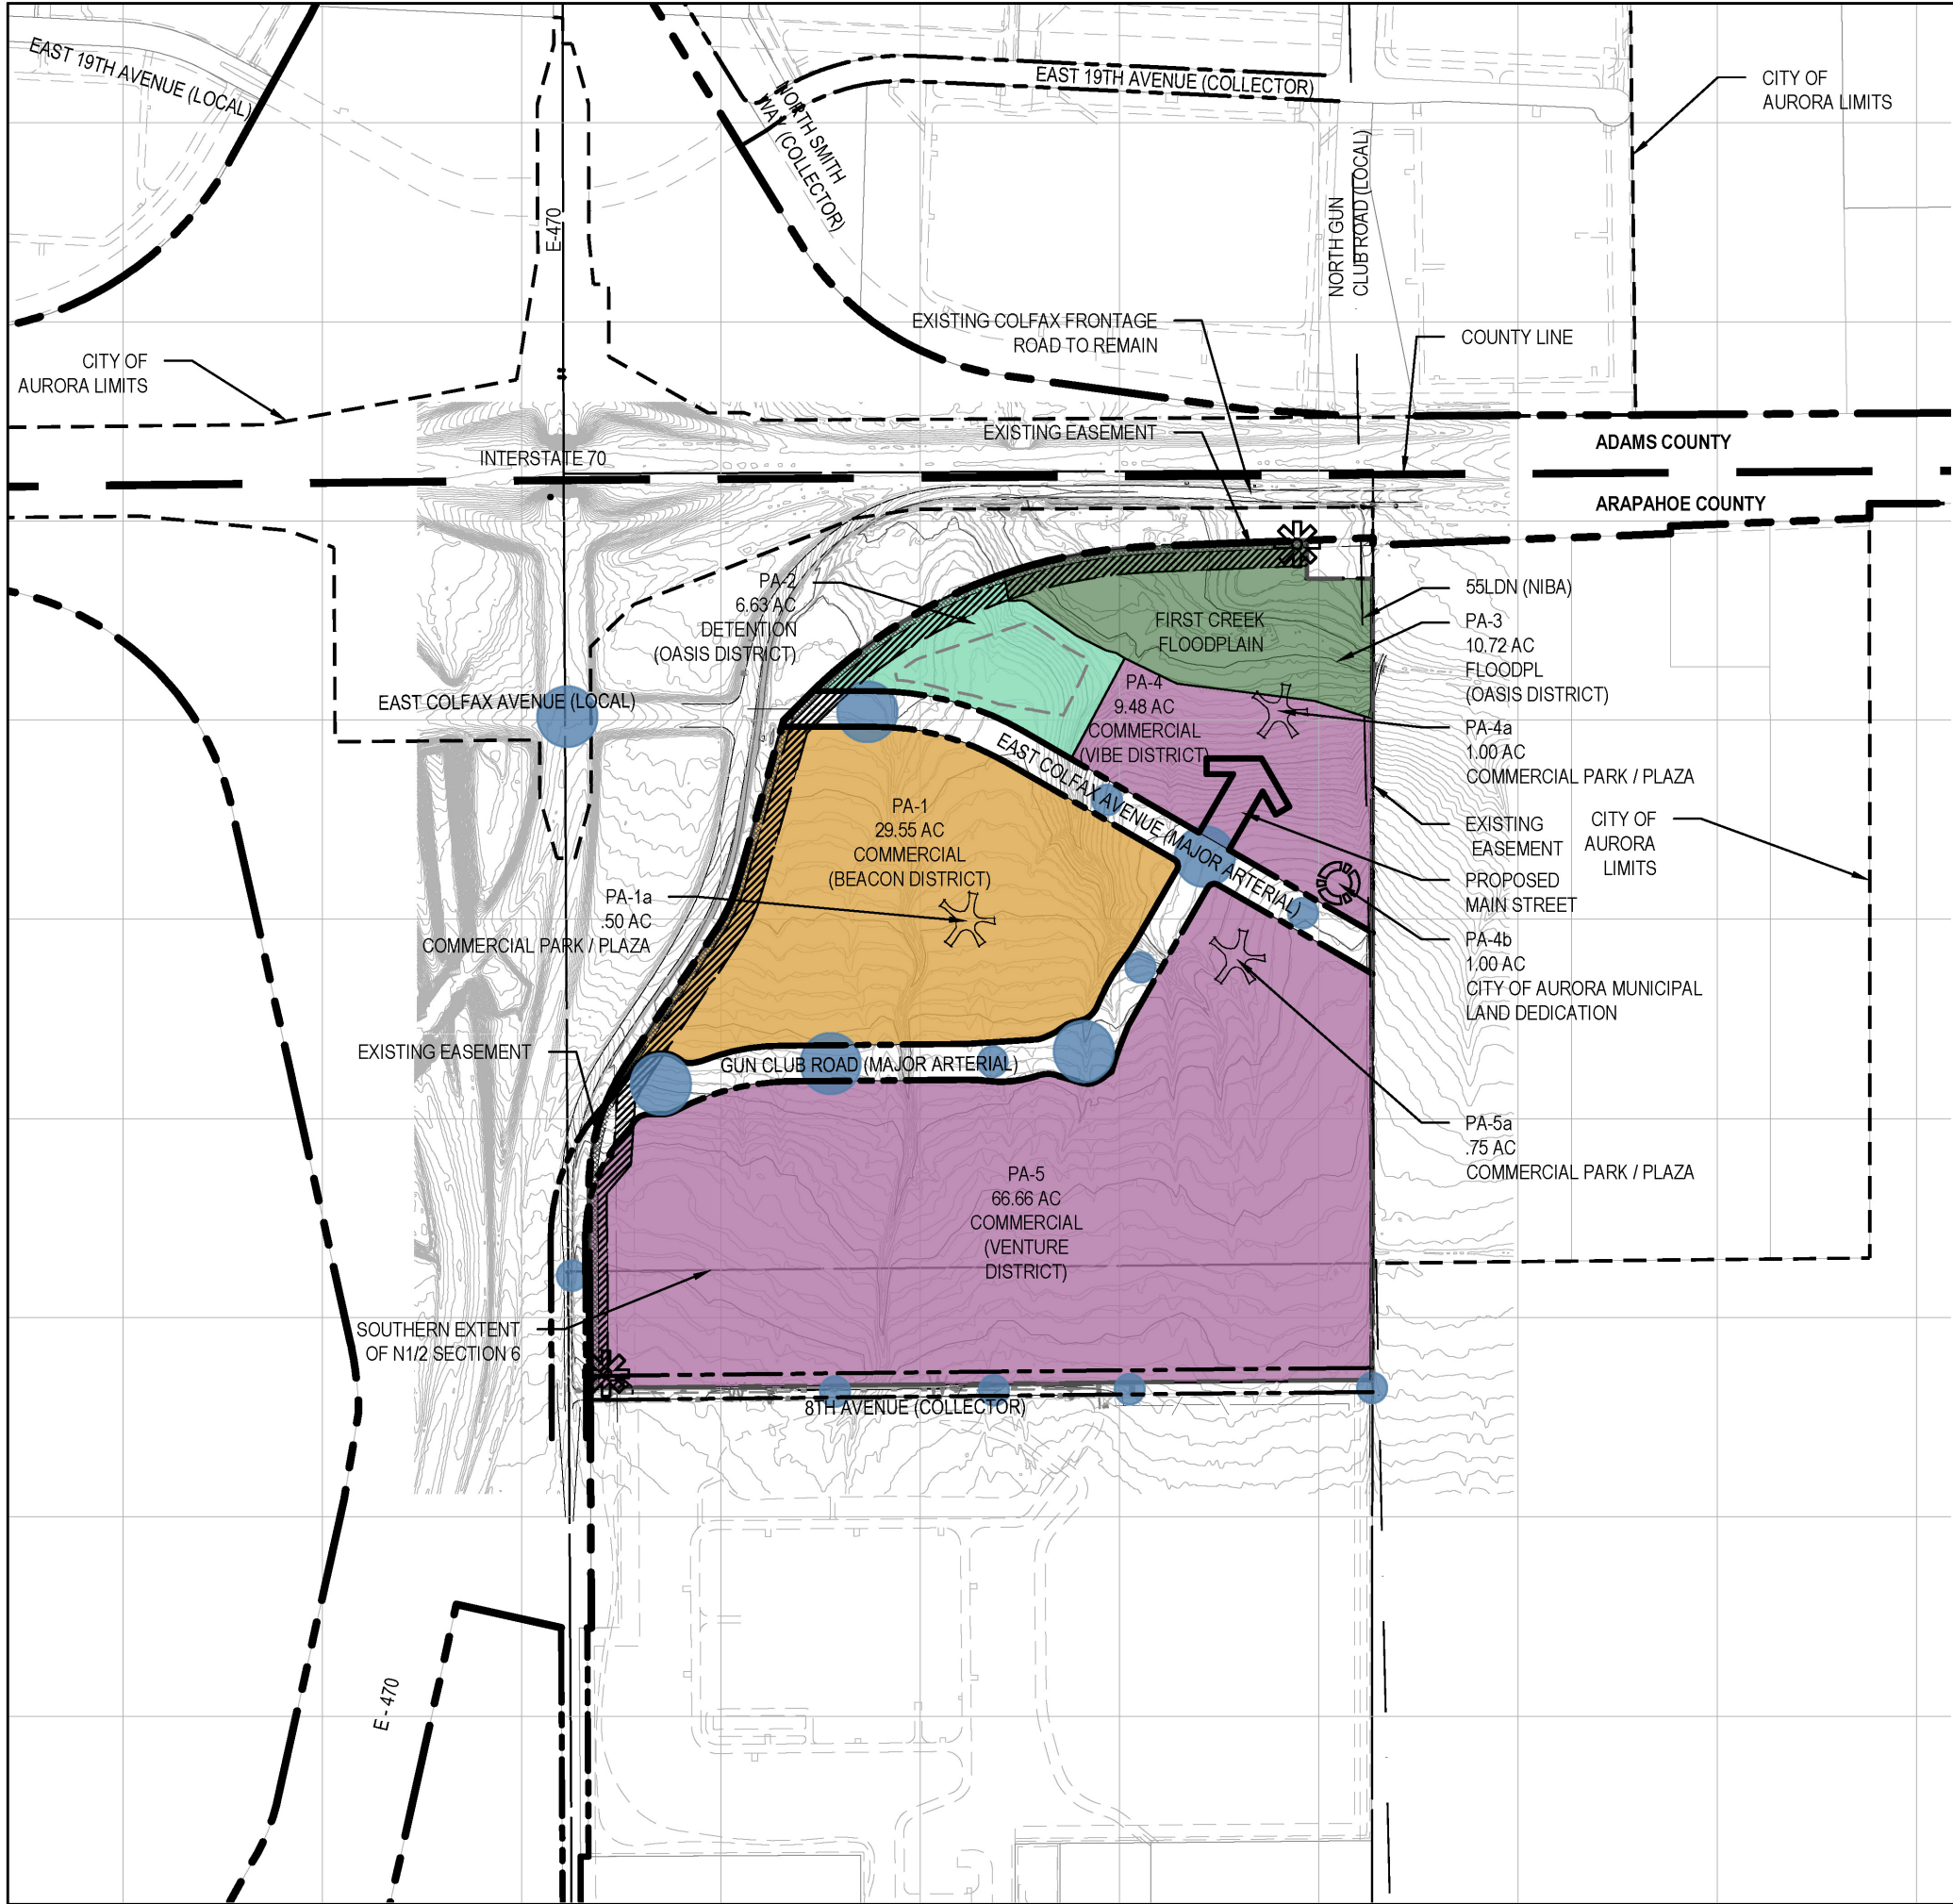 EAST 19TH AVENUE (LOCAL)
EAST 19TH AVENUE (COLLECTOR)
NORTH SMITH
WAY (COLLECTOR)
CITY OF
AURORA LIMITS
E-470
NORTH GUN
CLUB ROAD (LOCAL)
EXISTING COLFAX FRONTAGE
ROAD TO REMAIN
COUNTY LINE
CITY OF
AURORA LIMITS
EXISTING EASEMENT
ADAMS COUNTY
INTERSTATE 70
ARAPAHOE COUNTY
PA-2
6.63 AC
DETENTION
(OASIS DISTRICT)
FIRST CREEK
FLOODPLAIN
55LDN (NIBA)
PA-3
10.72 AC
FLOODPL
(OASIS DISTRICT)
EAST COLFAX AVENUE (LOCAL)
PA-4
9.48 AC
COMMERCIAL
(VIBE DISTRICT)
PA-4a
1.00 AC
COMMERCIAL PARK / PLAZA
EAST COLFAX AVENUE (MAJOR ARTERIAL)
PA-1
29.55 AC
COMMERCIAL
(BEACON DISTRICT)
EXISTING
EASEMENT
CITY OF
AURORA
LIMITS
PROPOSED
MAIN STREET
PA-1a
.50 AC
COMMERCIAL PARK / PLAZA
PA-4b
1.00 AC
CITY OF AURORA MUNICIPAL
LAND DEDICATION
EXISTING EASEMENT
GUN CLUB ROAD (MAJOR ARTERIAL)
PA-5a
.75 AC
COMMERCIAL PARK / PLAZA
PA-5
66.66 AC
COMMERCIAL
(VENTURE
DISTRICT)
SOUTHERN EXTENT
OF N1/2 SECTION 6
8TH AVENUE (COLLECTOR)
E - 470